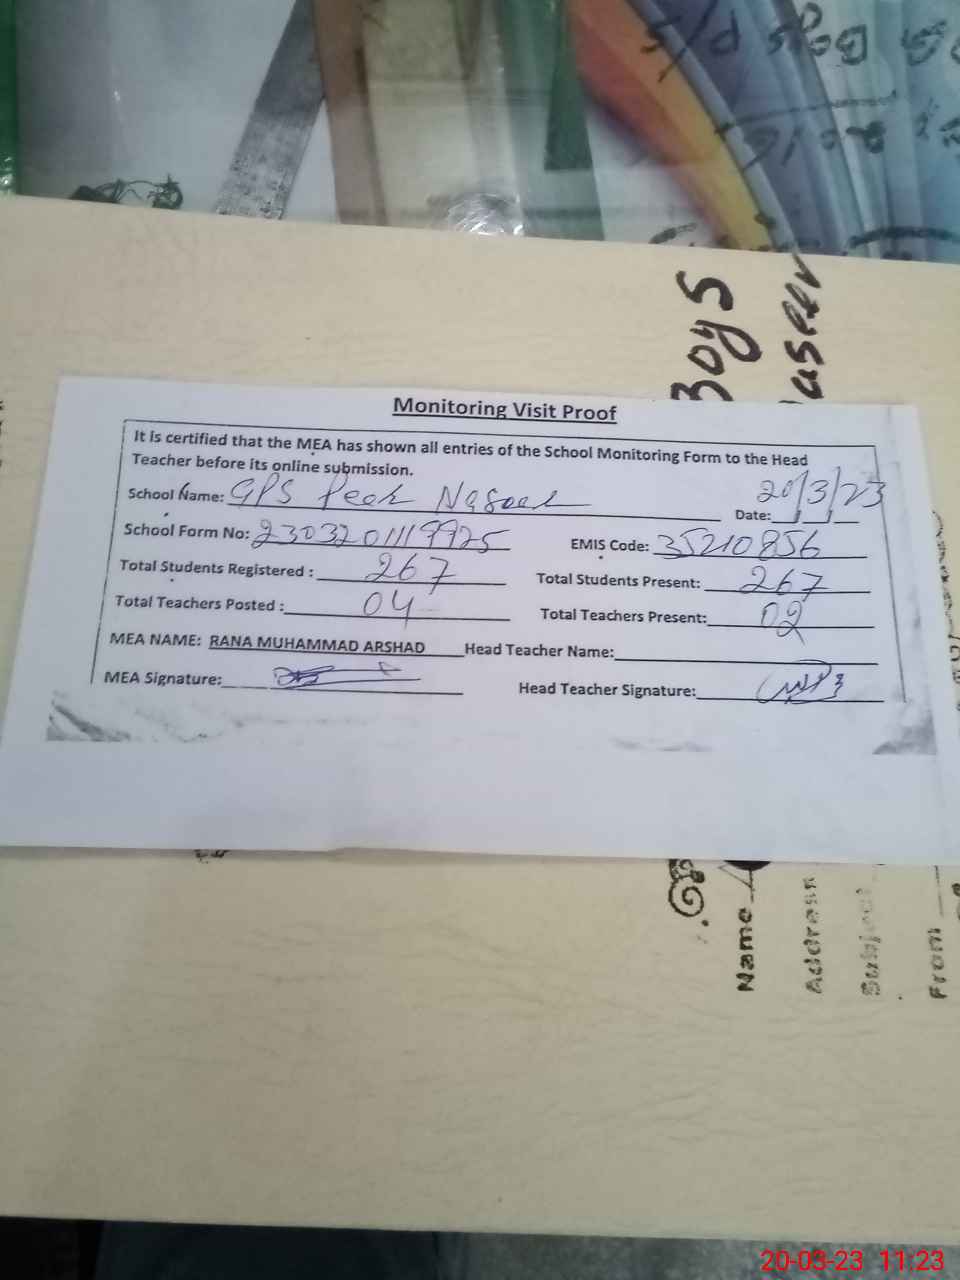 Boys
Monitoring Visit Proof
It is certified that the MEA has shown all entries of the School Monitoring Form to the Head
Teacher before its online submission.
School Name: GPS Peek Date: 20/3/23
School Form No: EMIS Code: 35210856
Total Students Registered : 267 Total Students Present: 267
Total Teachers Posted : 04 Total Teachers Present: 02
MEA NAME: RANA MUHAMMAD ARSHAD Head Teacher Name:
MEA Signature: Head Teacher Signature:
Name
Address
Subject
From
20-03-23 11:23